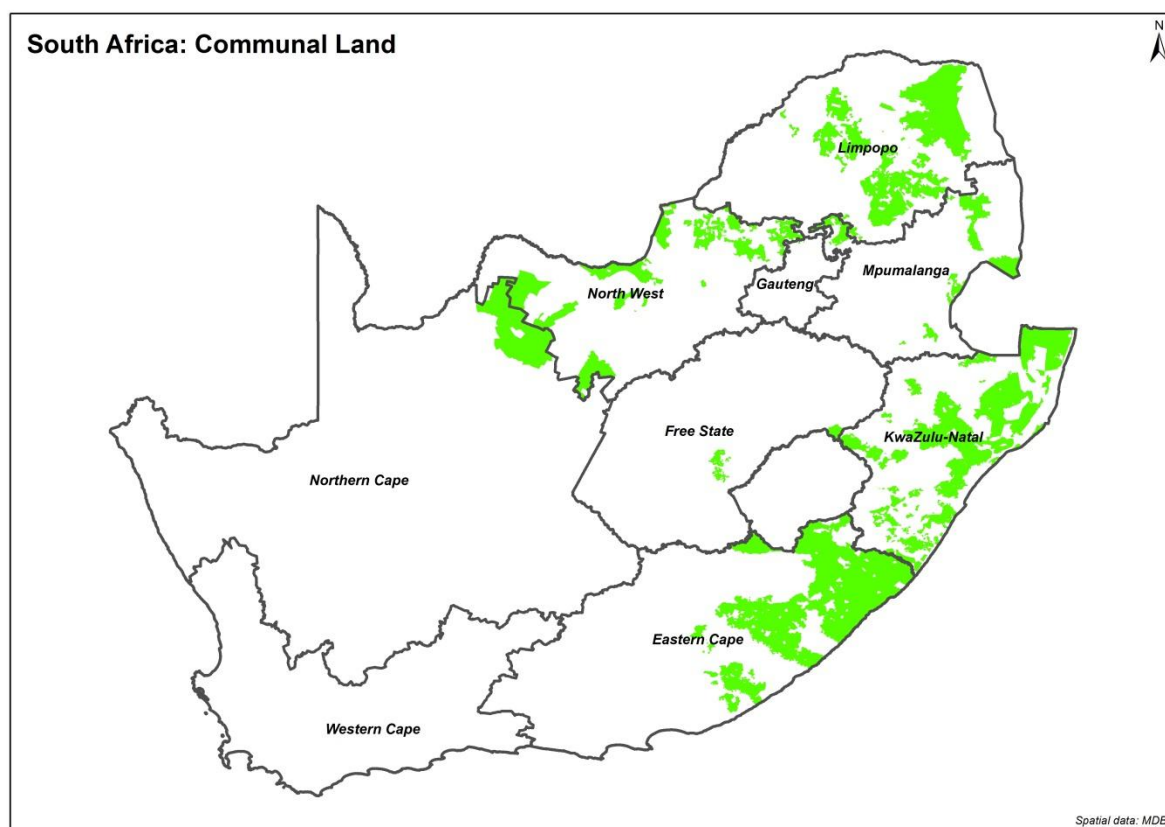 South Africa: Communal Land
N
Limpopo
Mpumalanga
Gauteng
North West
Free State
KwaZulu-Natal
Northern Cape
Eastern Cape
Western Cape
Spatial data: MDB